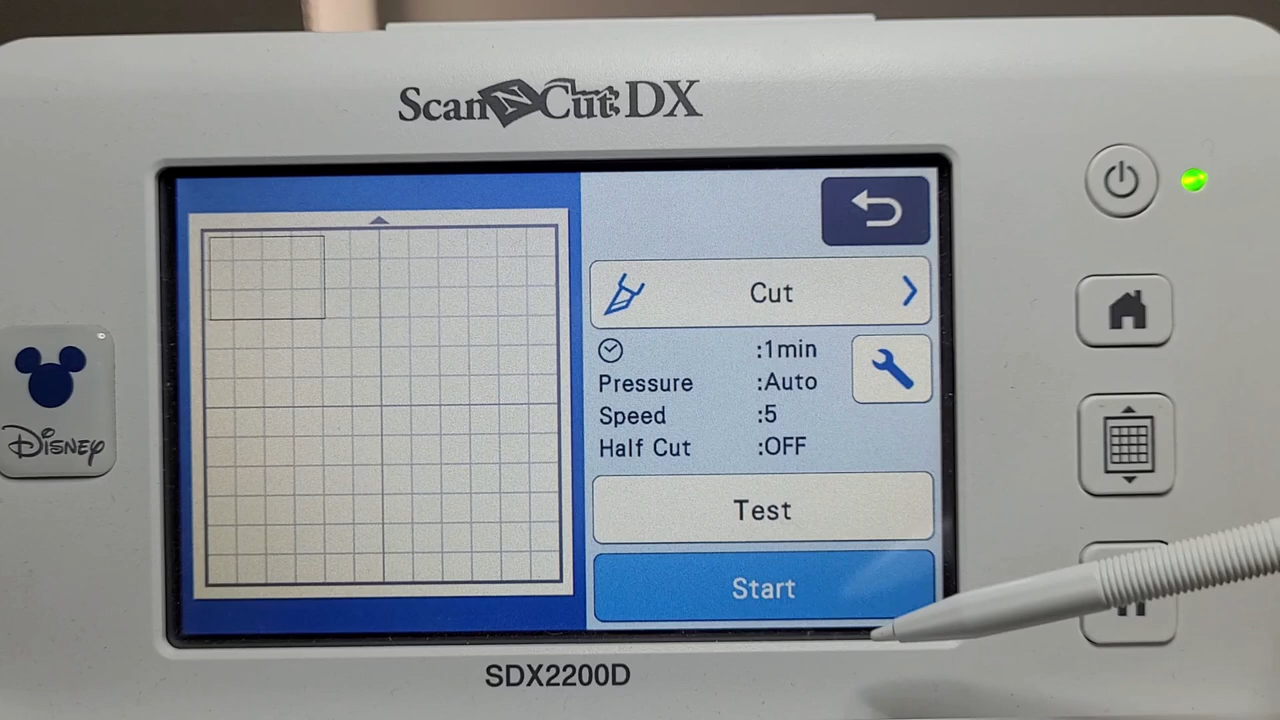 ScanNCut DX
Cut
:1min
Pressure :Auto
Speed :5
Half Cut :OFF
Test
Start
Disney
SDX2200D